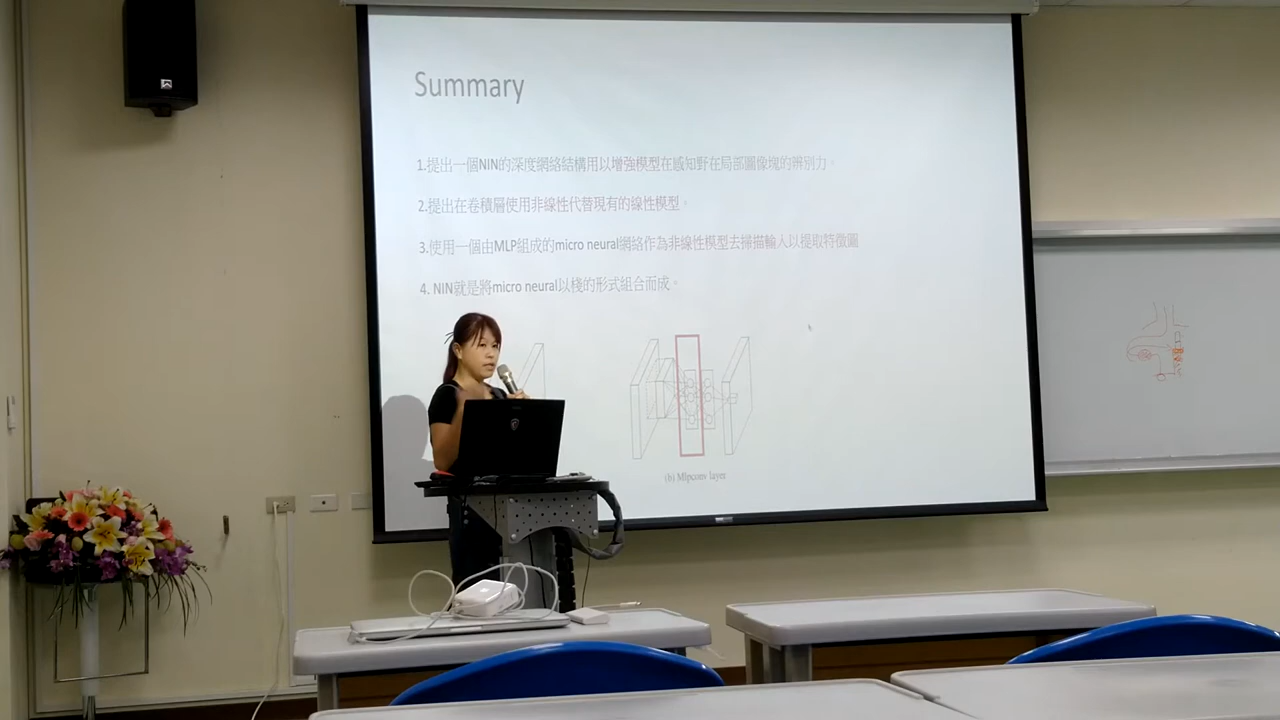 Summary
1.提出一個NIN的深度網絡結構用以增強模型在感知野在局部圖像塊的辨別力。
2.提出在卷積層使用非線性代替現有的線性模型。
3.使用一個由MLP組成的micro neural網絡作為非線性模型去掃描輸入以提取特徵圖
4. NIN就是將micro neural以棧的形式組合而成。
(b) Mlpconv layer